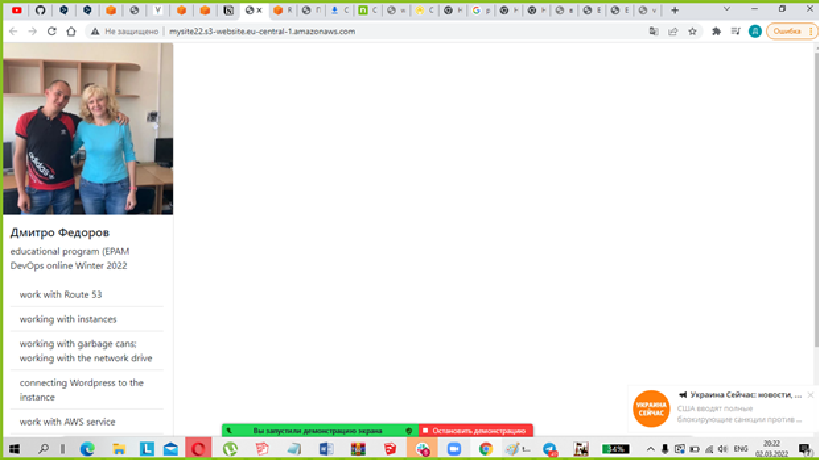 Не защищено
mysite22.s3-website.eu-central-1.amazonaws.com
Ошибка
Дмитро Федоров
educational program (EPAM
DevOps online Winter 2022
work with Route 53
working with instances
working with garbage cans;
working with the network drive
connecting Wordpress to the
instance
work with AWS service
УКРАИНА
СЕЙЧАС
Украина Сейчас: новости, ...
США вводят полные
блокирующие санкции против...
Вы запустили демонстрацию экрана
Остановить демонстрацию
ENG
20:22
02.03.2022